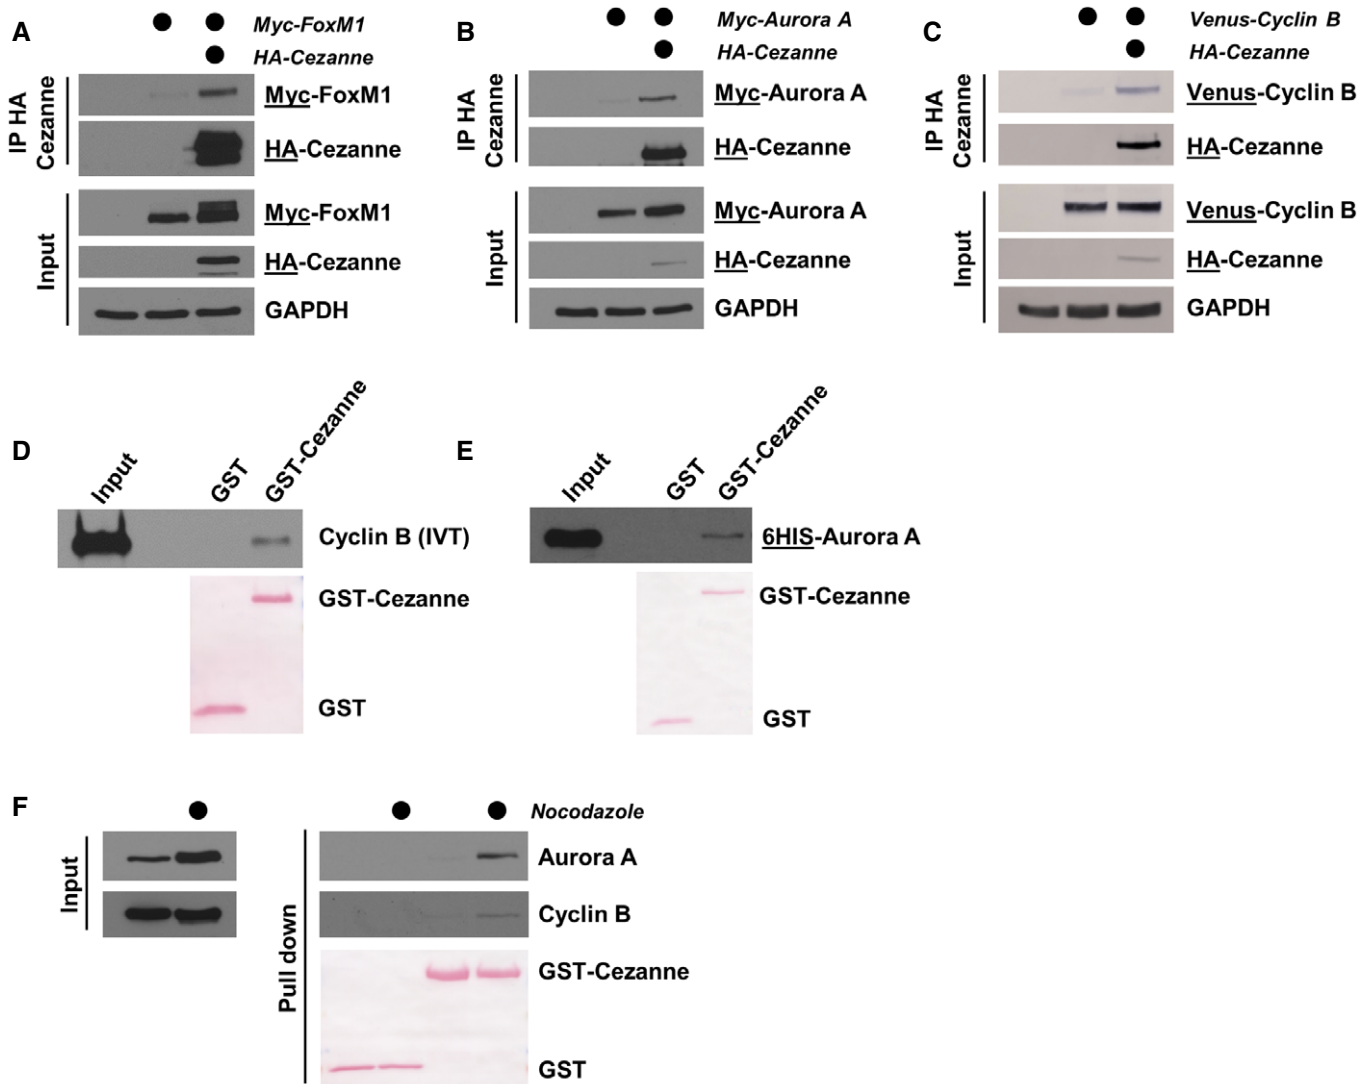 A
Myc-FoxM1
HA-Cezanne
IP HA
Cezanne
Myc-FoxM1
HA-Cezanne
Input
Myc-FoxM1
HA-Cezanne
GAPDH
B
Myc-Aurora A
HA-Cezanne
IP HA
Cezanne
Myc-Aurora A
HA-Cezanne
Input
Myc-Aurora A
HA-Cezanne
GAPDH
C
Venus-Cyclin B
HA-Cezanne
IP HA
Cezanne
Venus-Cyclin B
HA-Cezanne
Input
Venus-Cyclin B
HA-Cezanne
GAPDH
D
Input
GST
GST-Cezanne
Cyclin B (IVT)
GST-Cezanne
GST
E
Input
GST
GST-Cezanne
6HIS-Aurora A
GST-Cezanne
GST
F
Nocodazole
Input
Pull down
Aurora A
Cyclin B
GST-Cezanne
GST